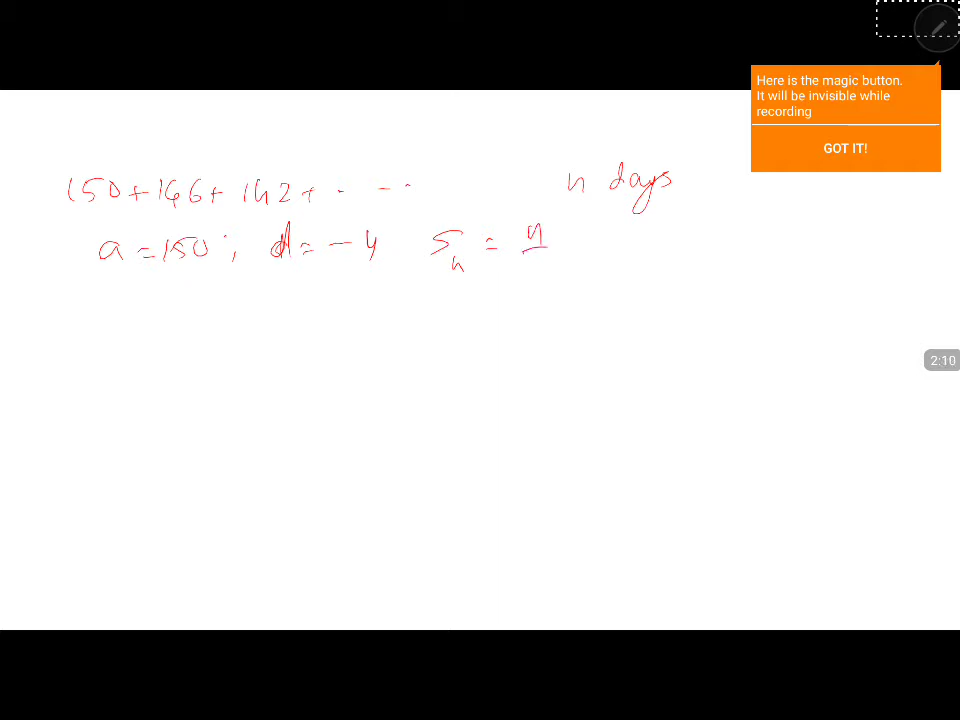 Here is the magic button.
It will be invisible while
recording
GOT IT!
150+146+142+ - - - -
n days
a = 150 ; d = - 4 Sn = n
2:10